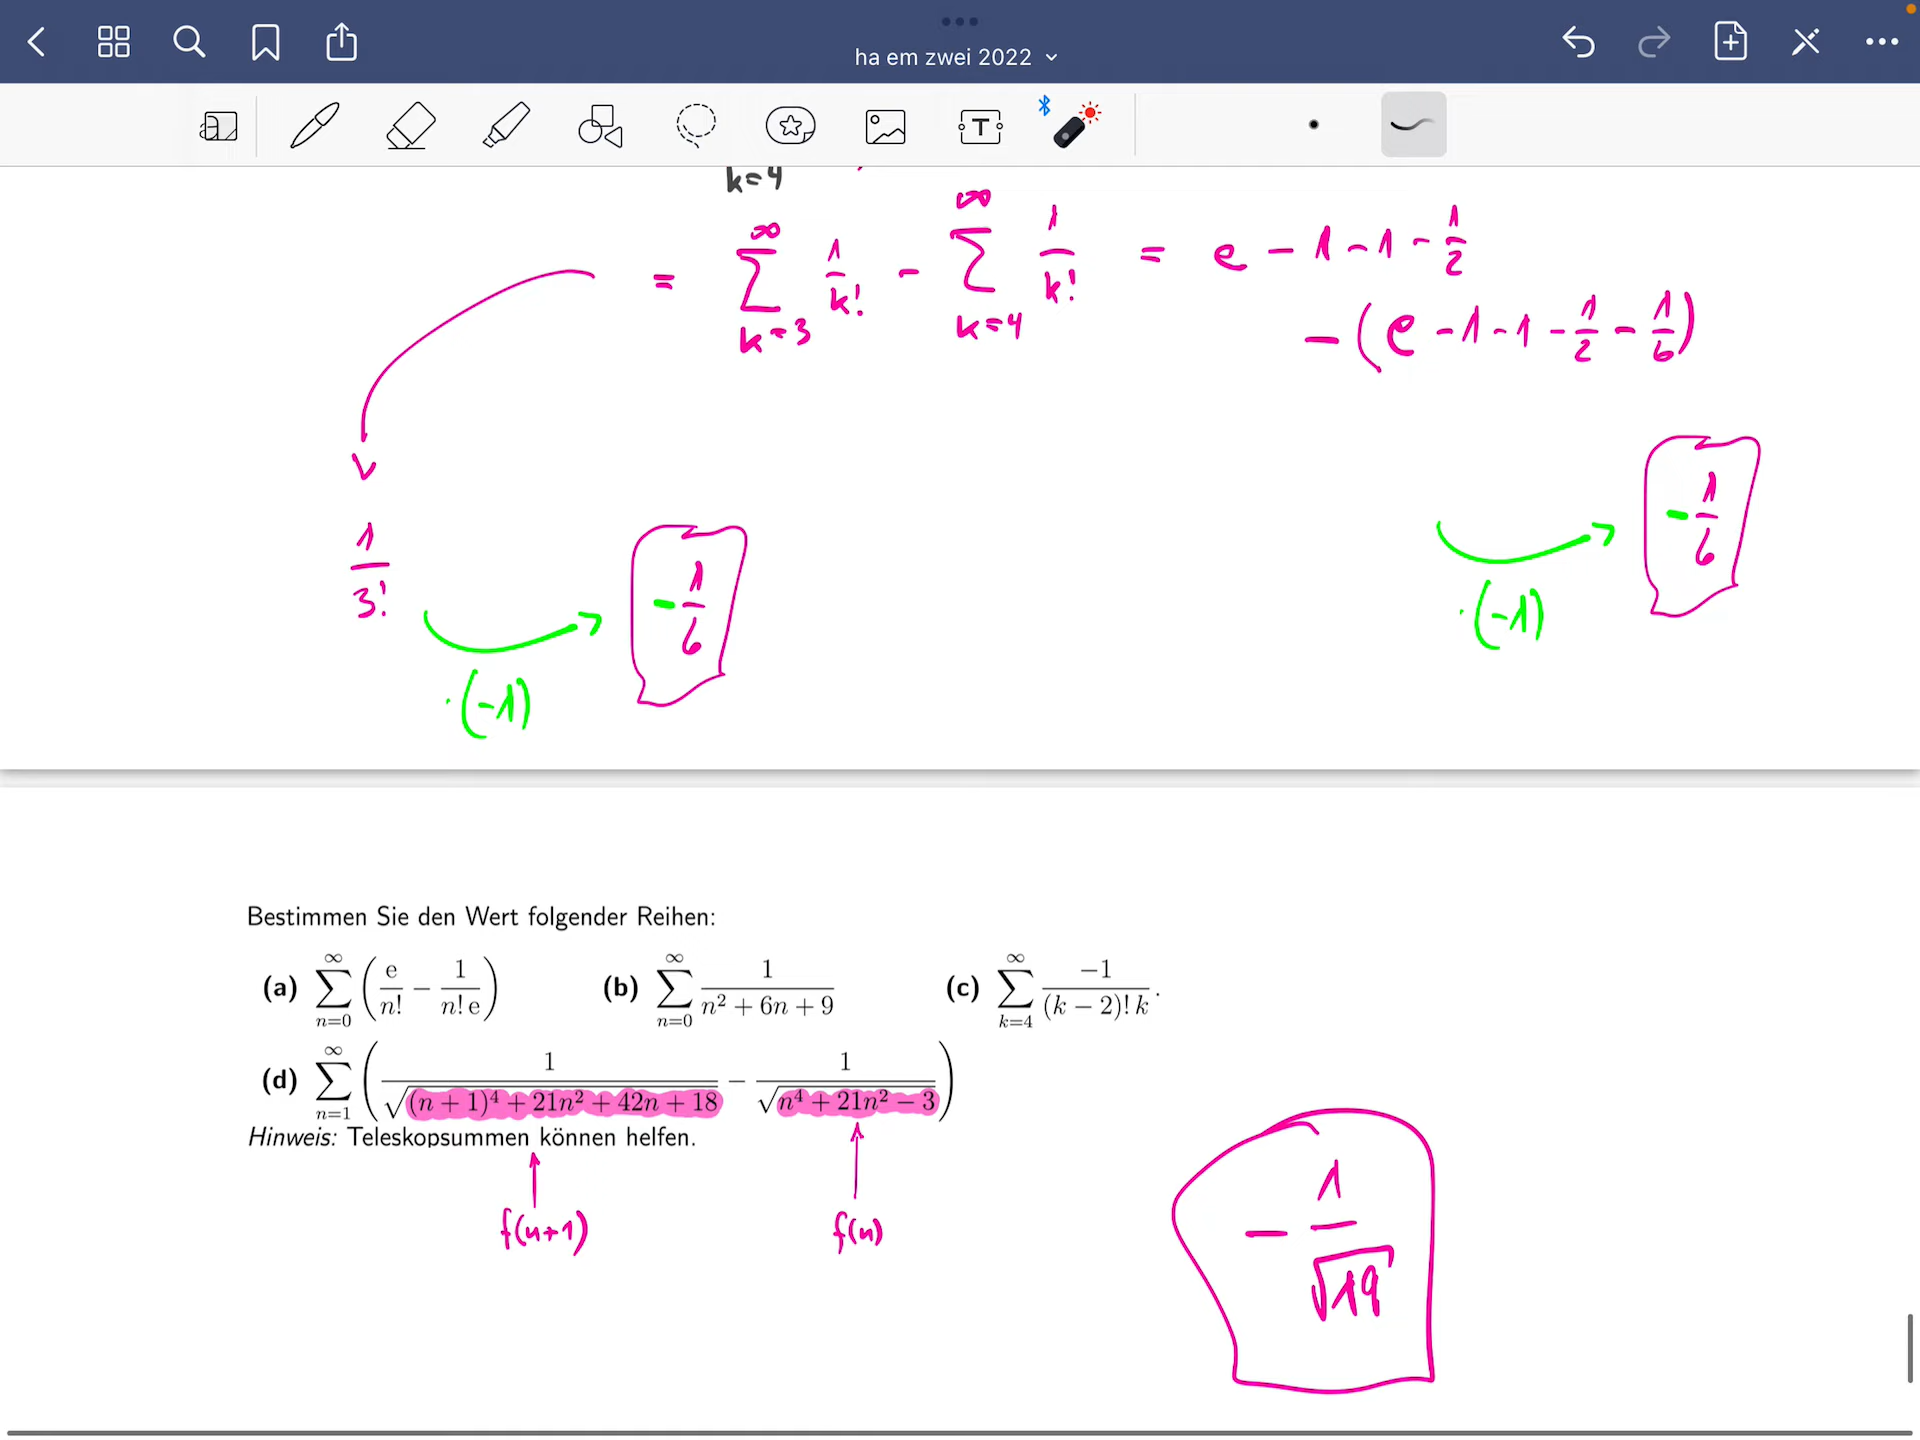 ha em zwei 2022
k=4
= ∑_{k=3}^{∞} 1/k! - ∑_{k=4}^{∞} 1/k! = e - 1 - 1 - 1/2
- (e - 1 - 1 - 1/2 - 1/6)
1/3!
·(-1)
-1/6
·(-1)
-1/6
Bestimmen Sie den Wert folgender Reihen:
(a) ∑_{n=0}^{∞} (e/n! - 1/(n! e)) (b) ∑_{n=0}^{∞} 1/(n² + 6n + 9) (c) ∑_{k=4}^{∞} -1/((k - 2)! k).
(d) ∑_{n=1}^{∞} (1/√((n + 1)⁴ + 21n² + 42n + 18) - 1/√(n⁴ + 21n² - 3))
Hinweis: Teleskopsummen können helfen.
f(n+1) f(n)
- 1/√19